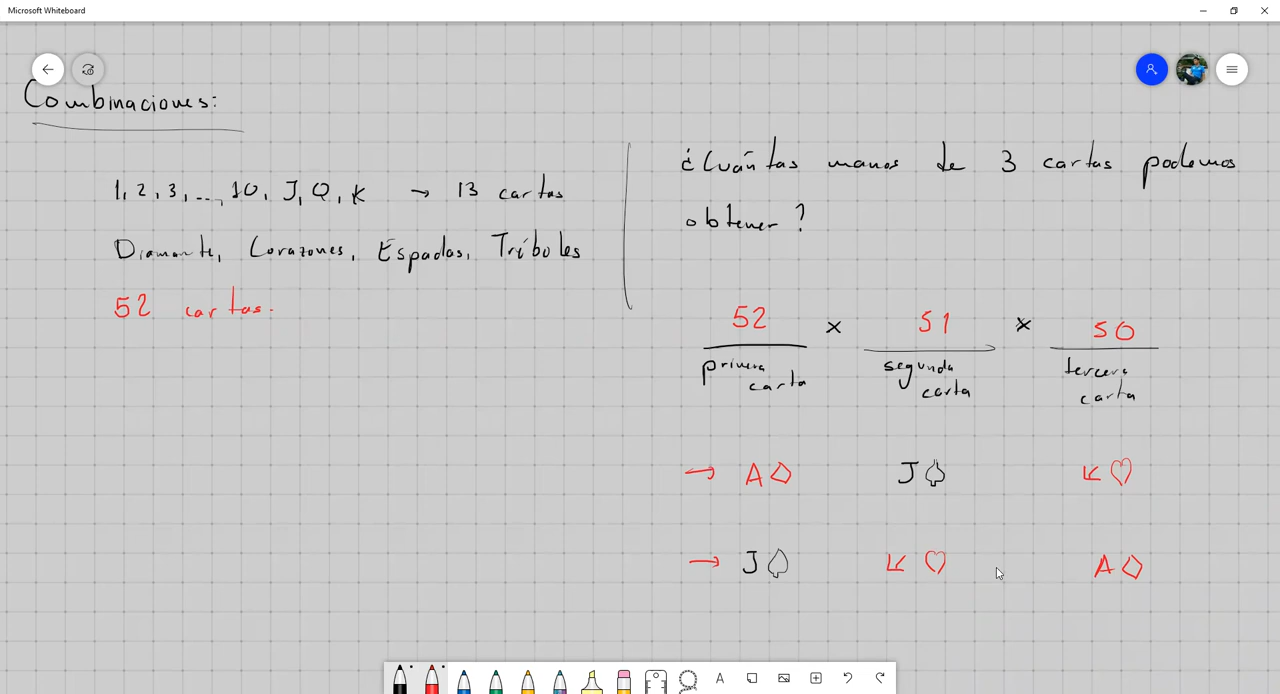 Microsoft Whiteboard
Combinaciones:
1, 2, 3, ..., 10, J, Q, K → 13 cartas
Diamante, Corazones, Espadas, Tréboles
52 cartas.
¿Cuántas manos de 3 cartas podemos
obtener?
52 x 51 x 50
primera carta segunda carta tercera carta
→ A♢ J♤ K♡
→ J♤ K♡ A♢
A